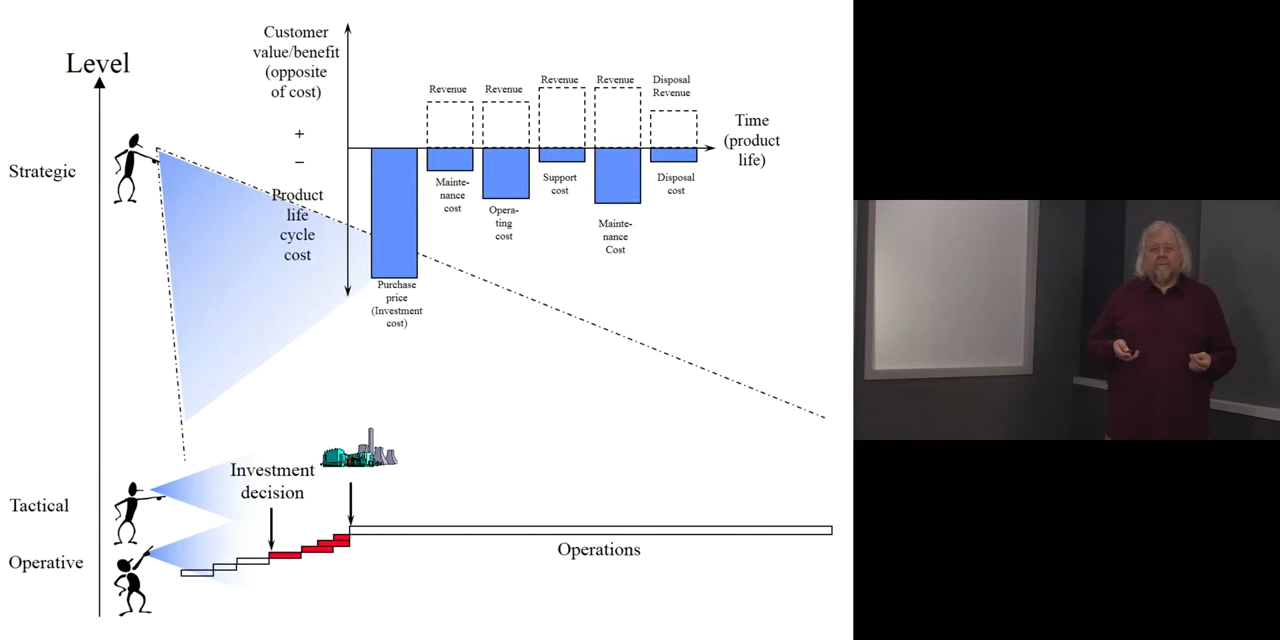 Level
Customer
value/benefit
(opposite
of cost)
+
−
Product
life
cycle
cost
Revenue
Revenue
Revenue
Revenue
Disposal
Revenue
Time
(product
life)
Purchase
price
(Investment
cost)
Mainte-
nance
cost
Opera-
ting
cost
Support
cost
Mainte-
nance
Cost
Disposal
cost
Strategic
Tactical
Operative
Investment
decision
Operations